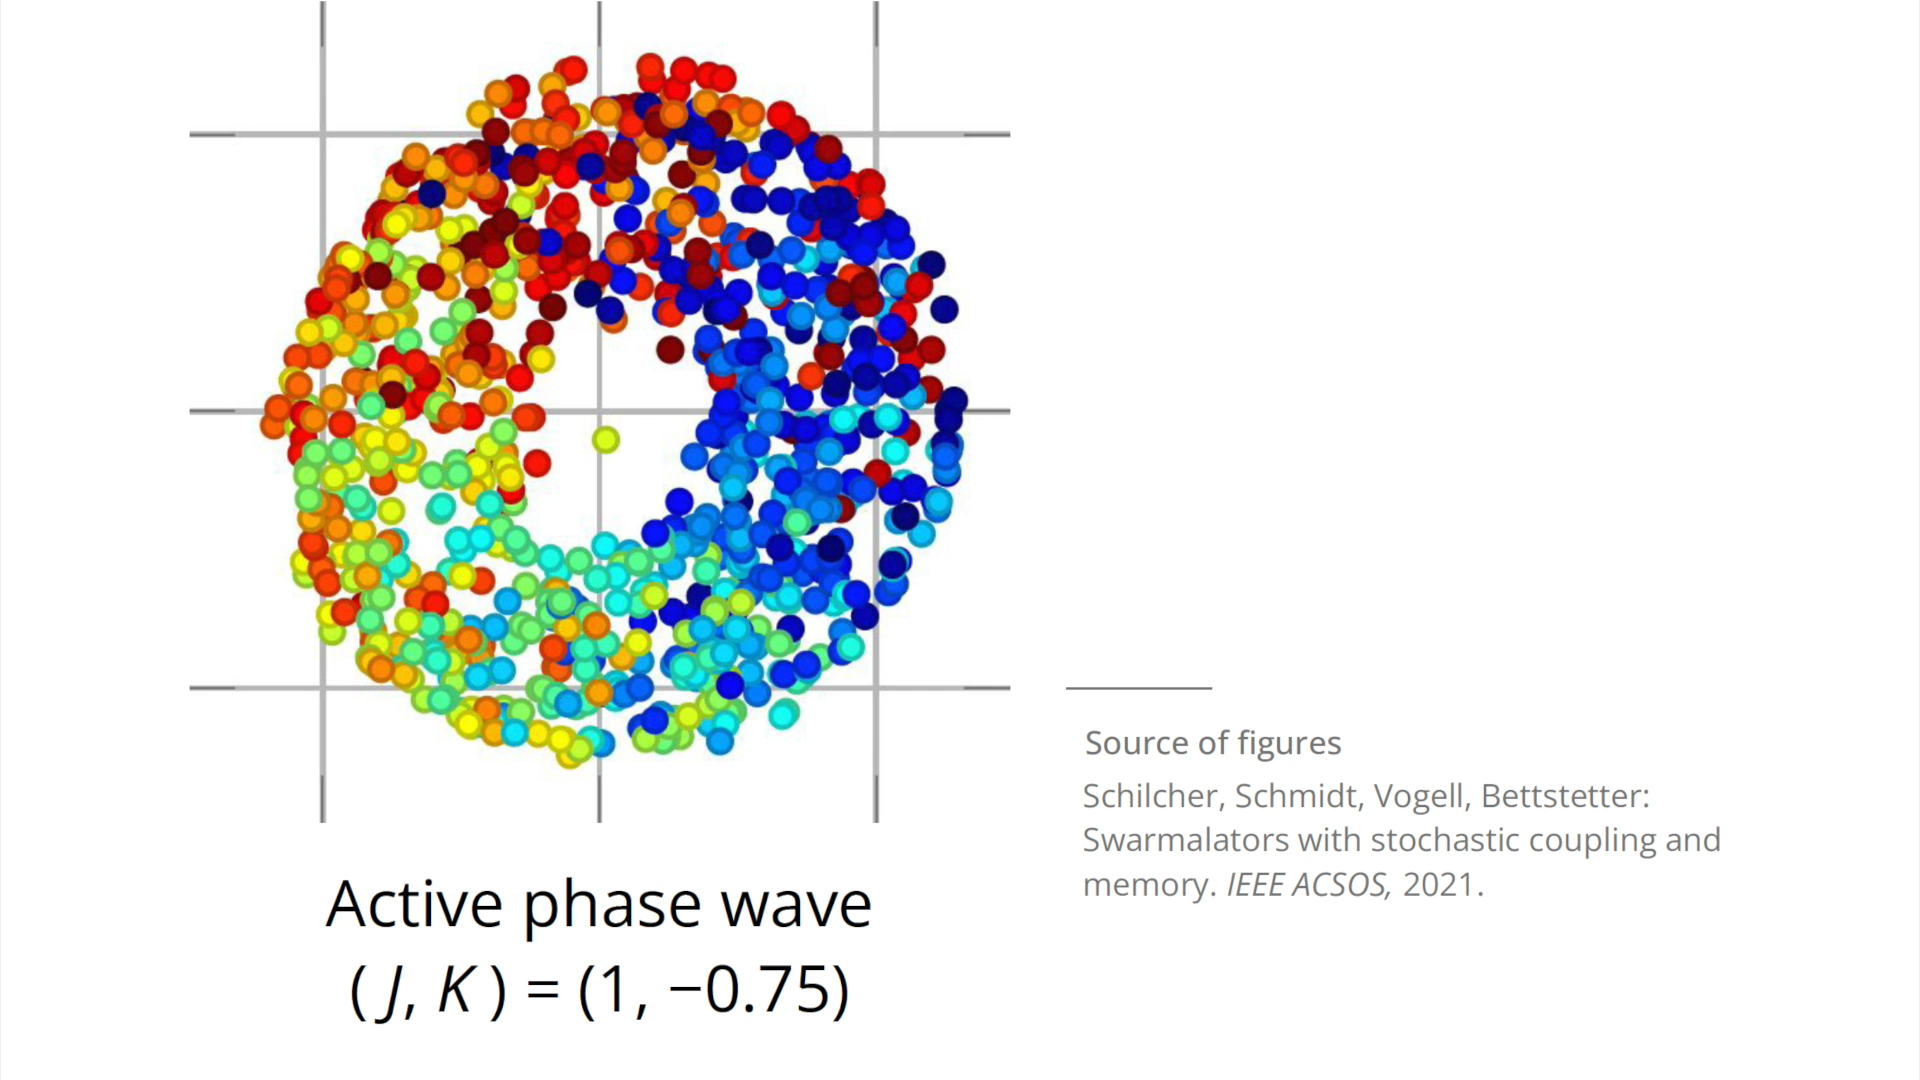 Active phase wave
( J, K ) = (1, −0.75)
Source of figures
Schilcher, Schmidt, Vogell, Bettstetter:
Swarmalators with stochastic coupling and
memory. IEEE ACSOS, 2021.